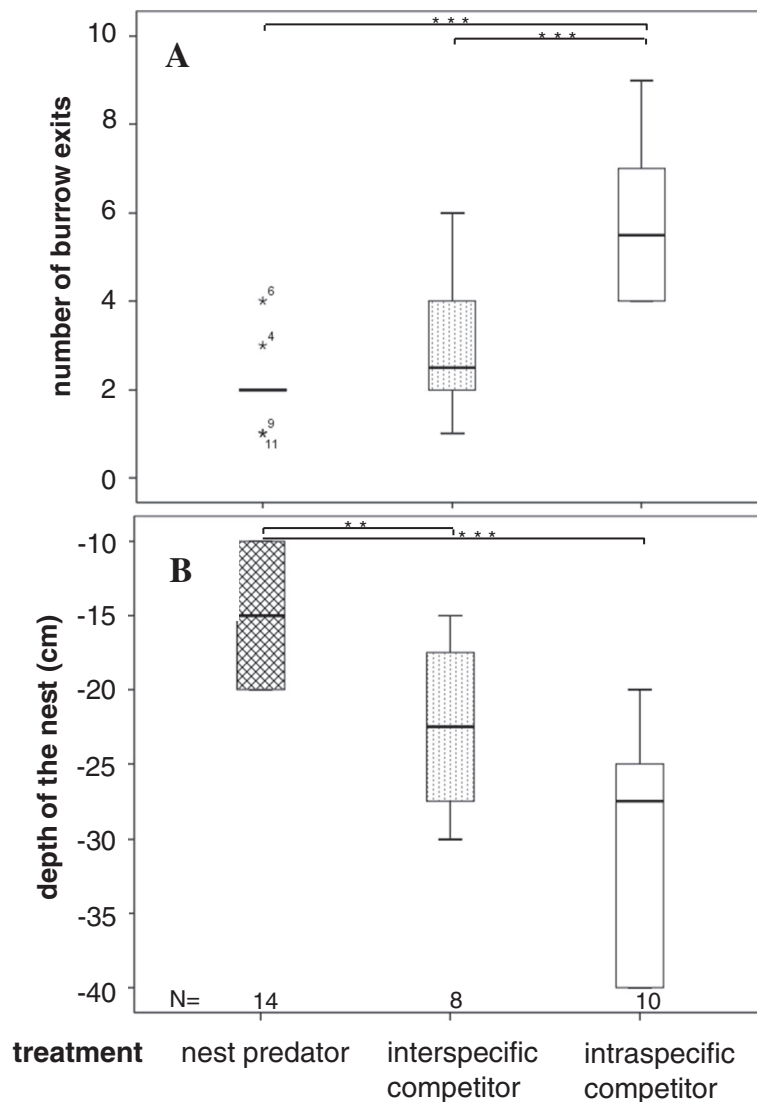 * * *
* * *
A
number of burrow exits
10
8
6
4
2
0
*6
*4
*9
11
* *
* * *
B
depth of the nest (cm)
-10
-15
-20
-25
-30
-35
-40
N= 14 8 10
treatment nest predator interspecific competitor intraspecific competitor